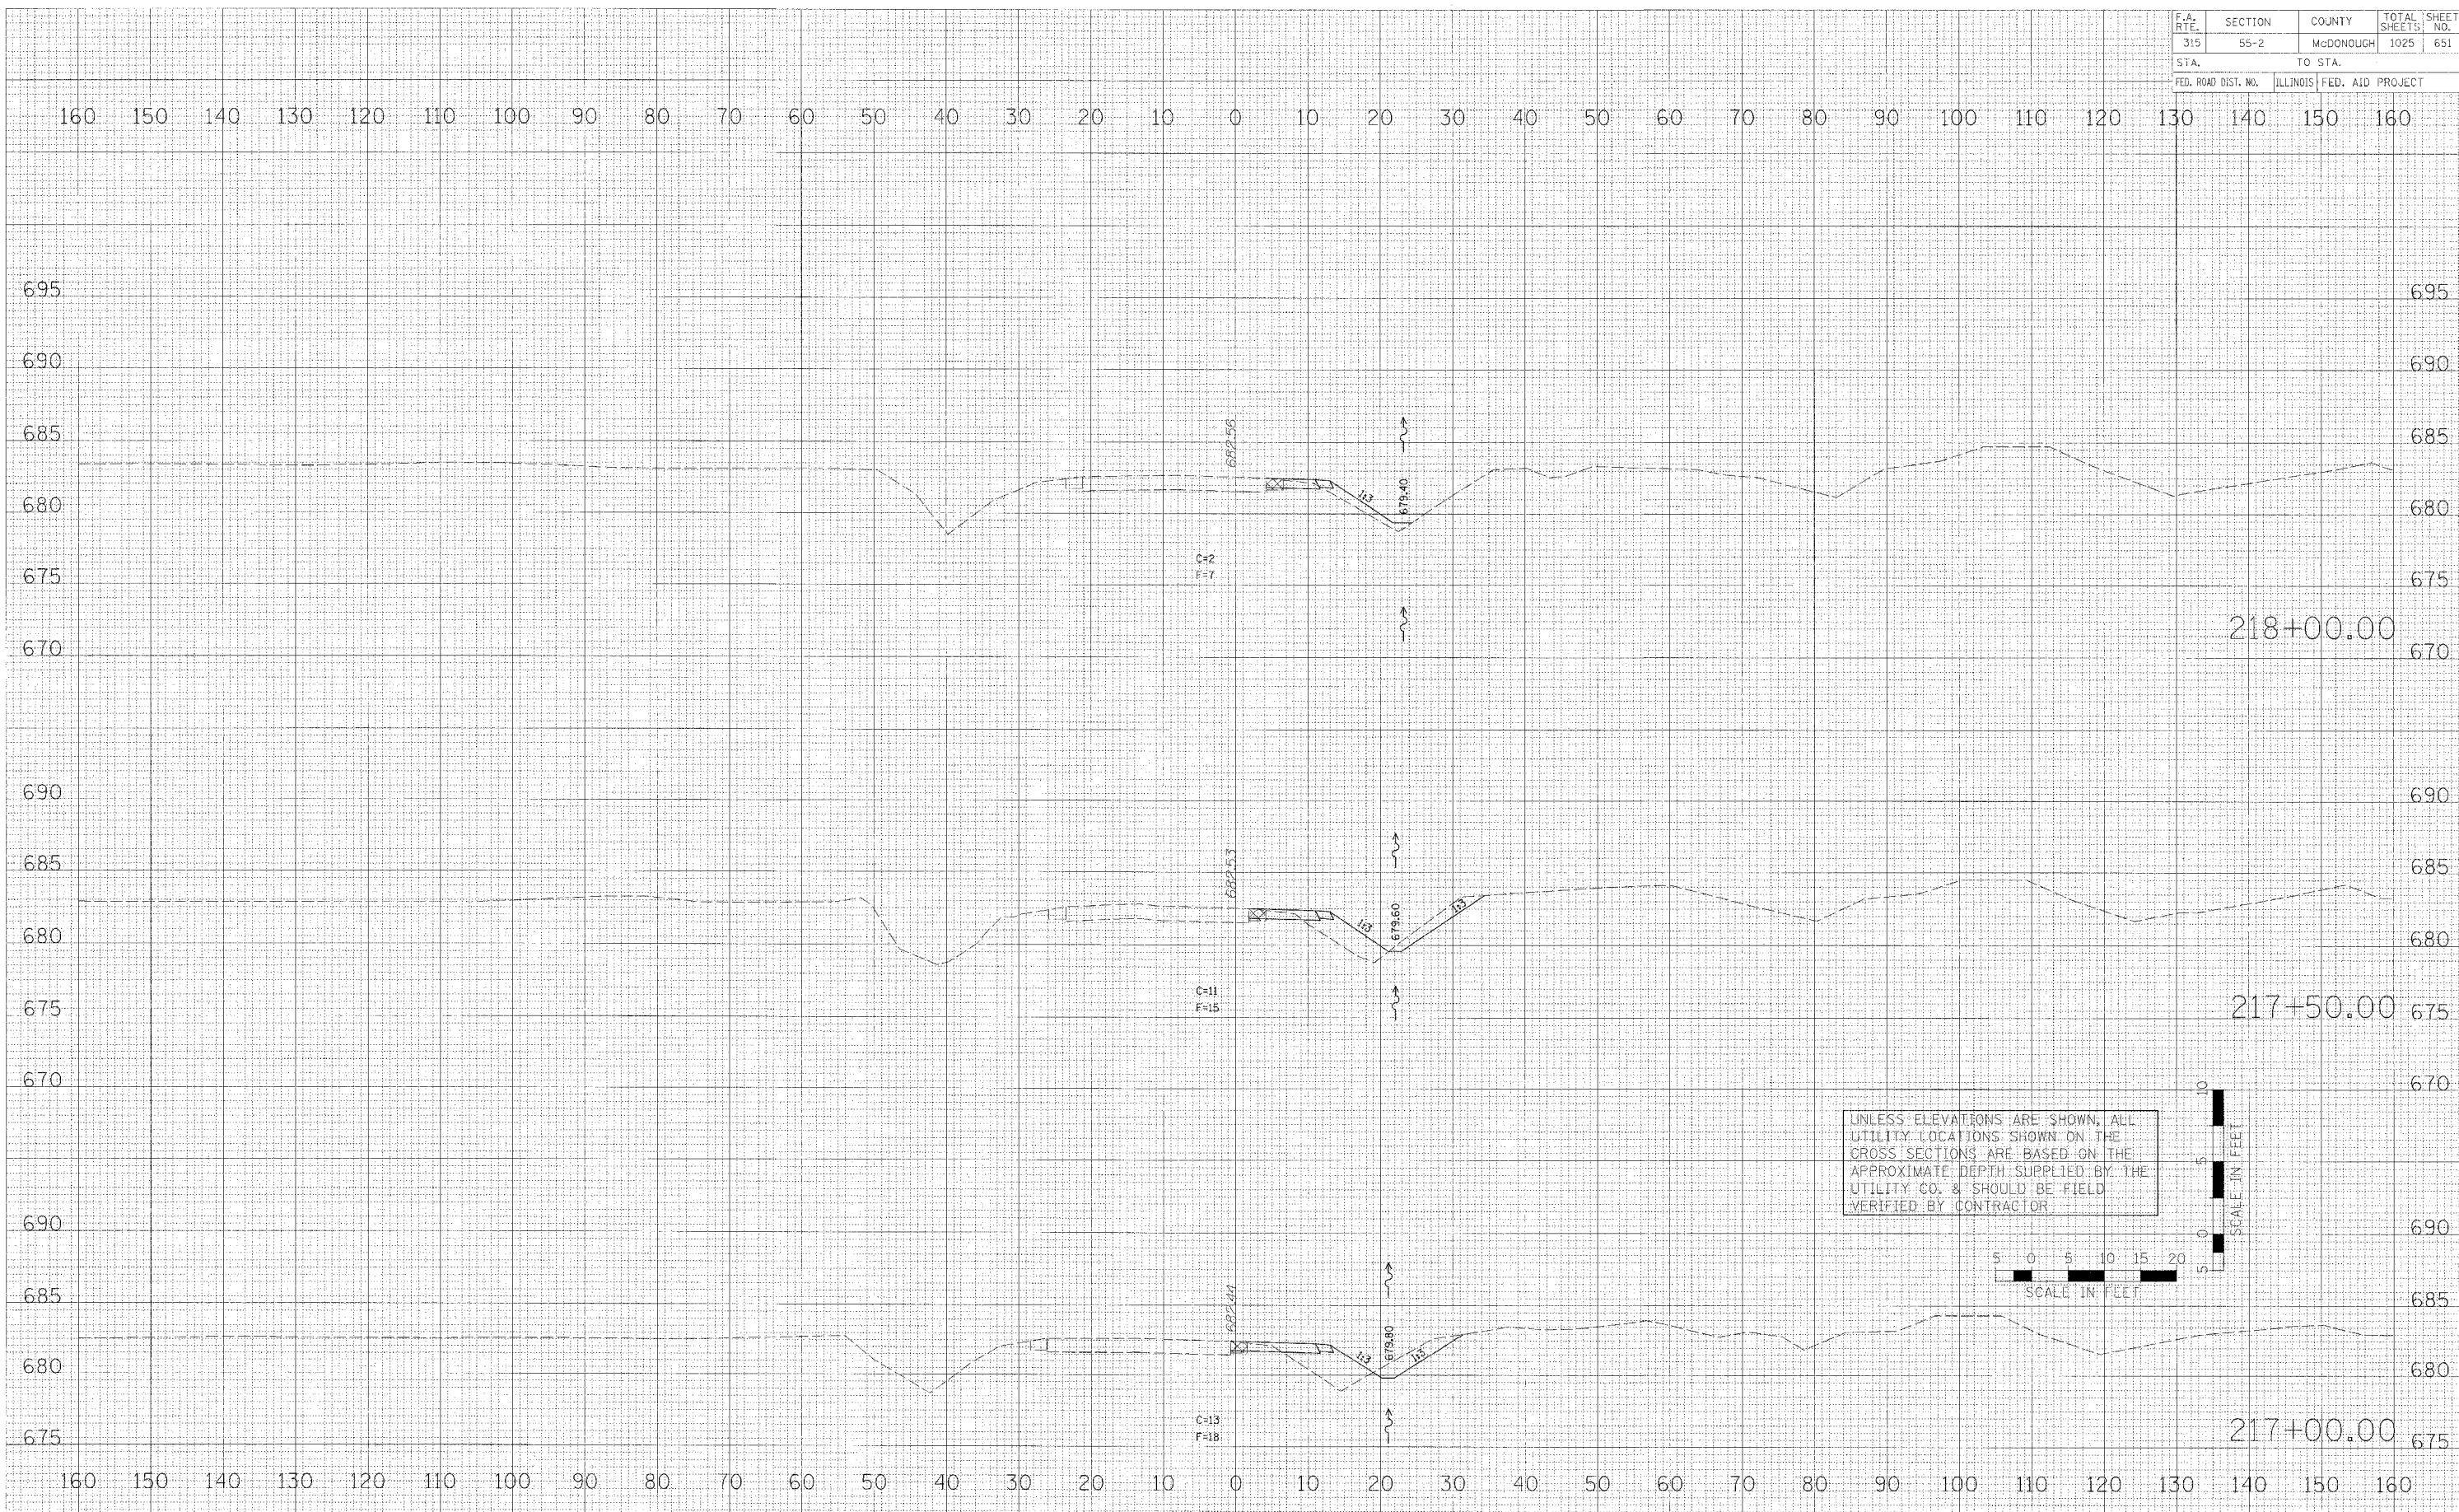 F.A. RTE. SECTION COUNTY TOTAL SHEETS SHEET NO.
315 55-2 McDONOUGH 1025 651
STA. TO STA.
FED. ROAD DIST. NO. ILLINOIS FED. AID PROJECT
160 150 140 130 120 110 100 90 80 70 60 50 40 30 20 10 0 10 20 30 40 50 60 70 80 90 100 110 120 130 140 150 160
695 695
690 690
685 682.56 685
1:3 679.40
680 680
C=2
675 F=7 675
218+00.00
670 670
690 690
685 682.53 685
1:3 679.60 1:3
680 680
C=11
675 F=15 217+50.00 675
670 670
UNLESS ELEVATIONS ARE SHOWN, ALL
UTILITY LOCATIONS SHOWN ON THE
CROSS SECTIONS ARE BASED ON THE
APPROXIMATE DEPTH SUPPLIED BY THE
UTILITY CO. & SHOULD BE FIELD
VERIFIED BY CONTRACTOR
10 5 0 5
SCALE IN FEET
5 0 5 10 15 20
SCALE IN FEET
690 690
685 682.44 685
1:3 679.80 1:3
680 680
C=13
F=18
675 217+00.00 675
160 150 140 130 120 110 100 90 80 70 60 50 40 30 20 10 0 10 20 30 40 50 60 70 80 90 100 110 120 130 140 150 160